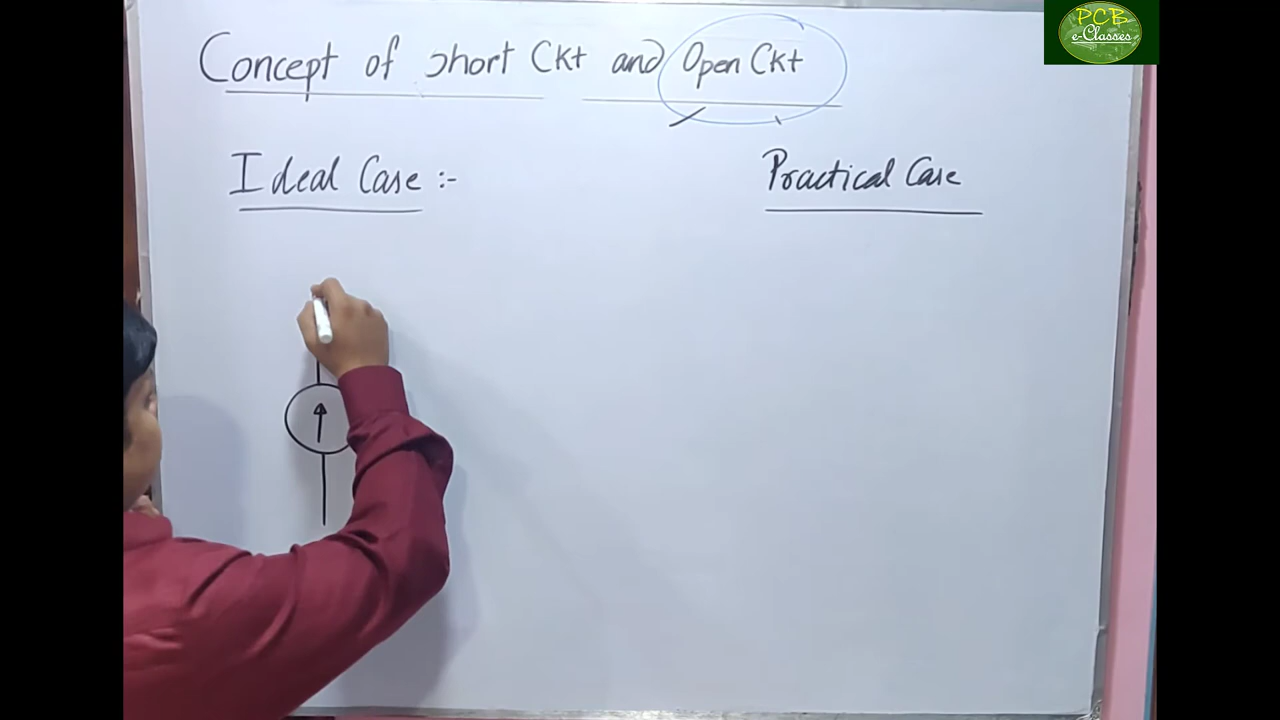 Concept of short Ckt and Open Ckt
Ideal Case :-
Practical Case
PCB
e-Classes